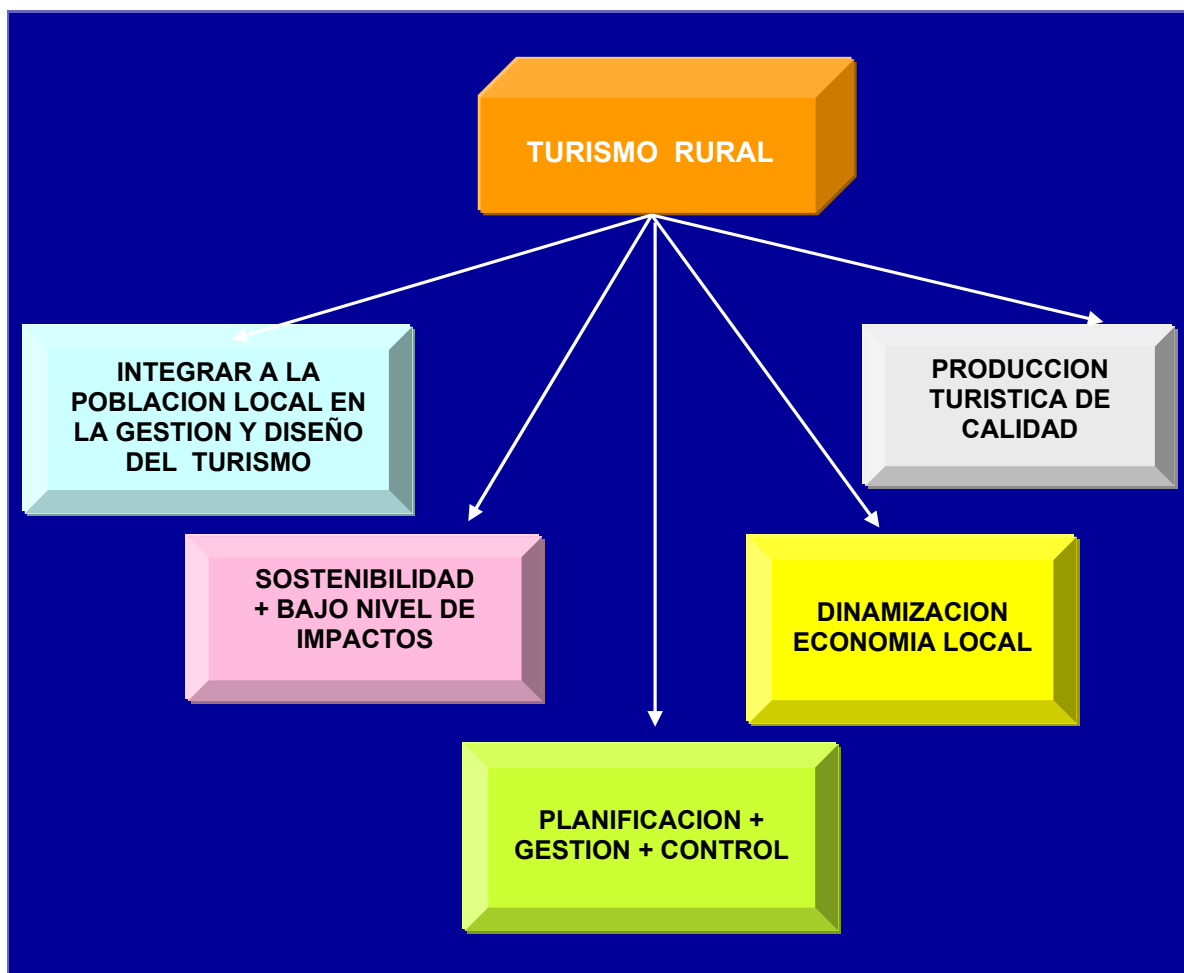 TURISMO RURAL
INTEGRAR A LA
POBLACION LOCAL EN
LA GESTION Y DISEÑO
DEL TURISMO
PRODUCCION
TURISTICA DE
CALIDAD
SOSTENIBILIDAD
+ BAJO NIVEL DE
IMPACTOS
DINAMIZACION
ECONOMIA LOCAL
PLANIFICACION +
GESTION + CONTROL